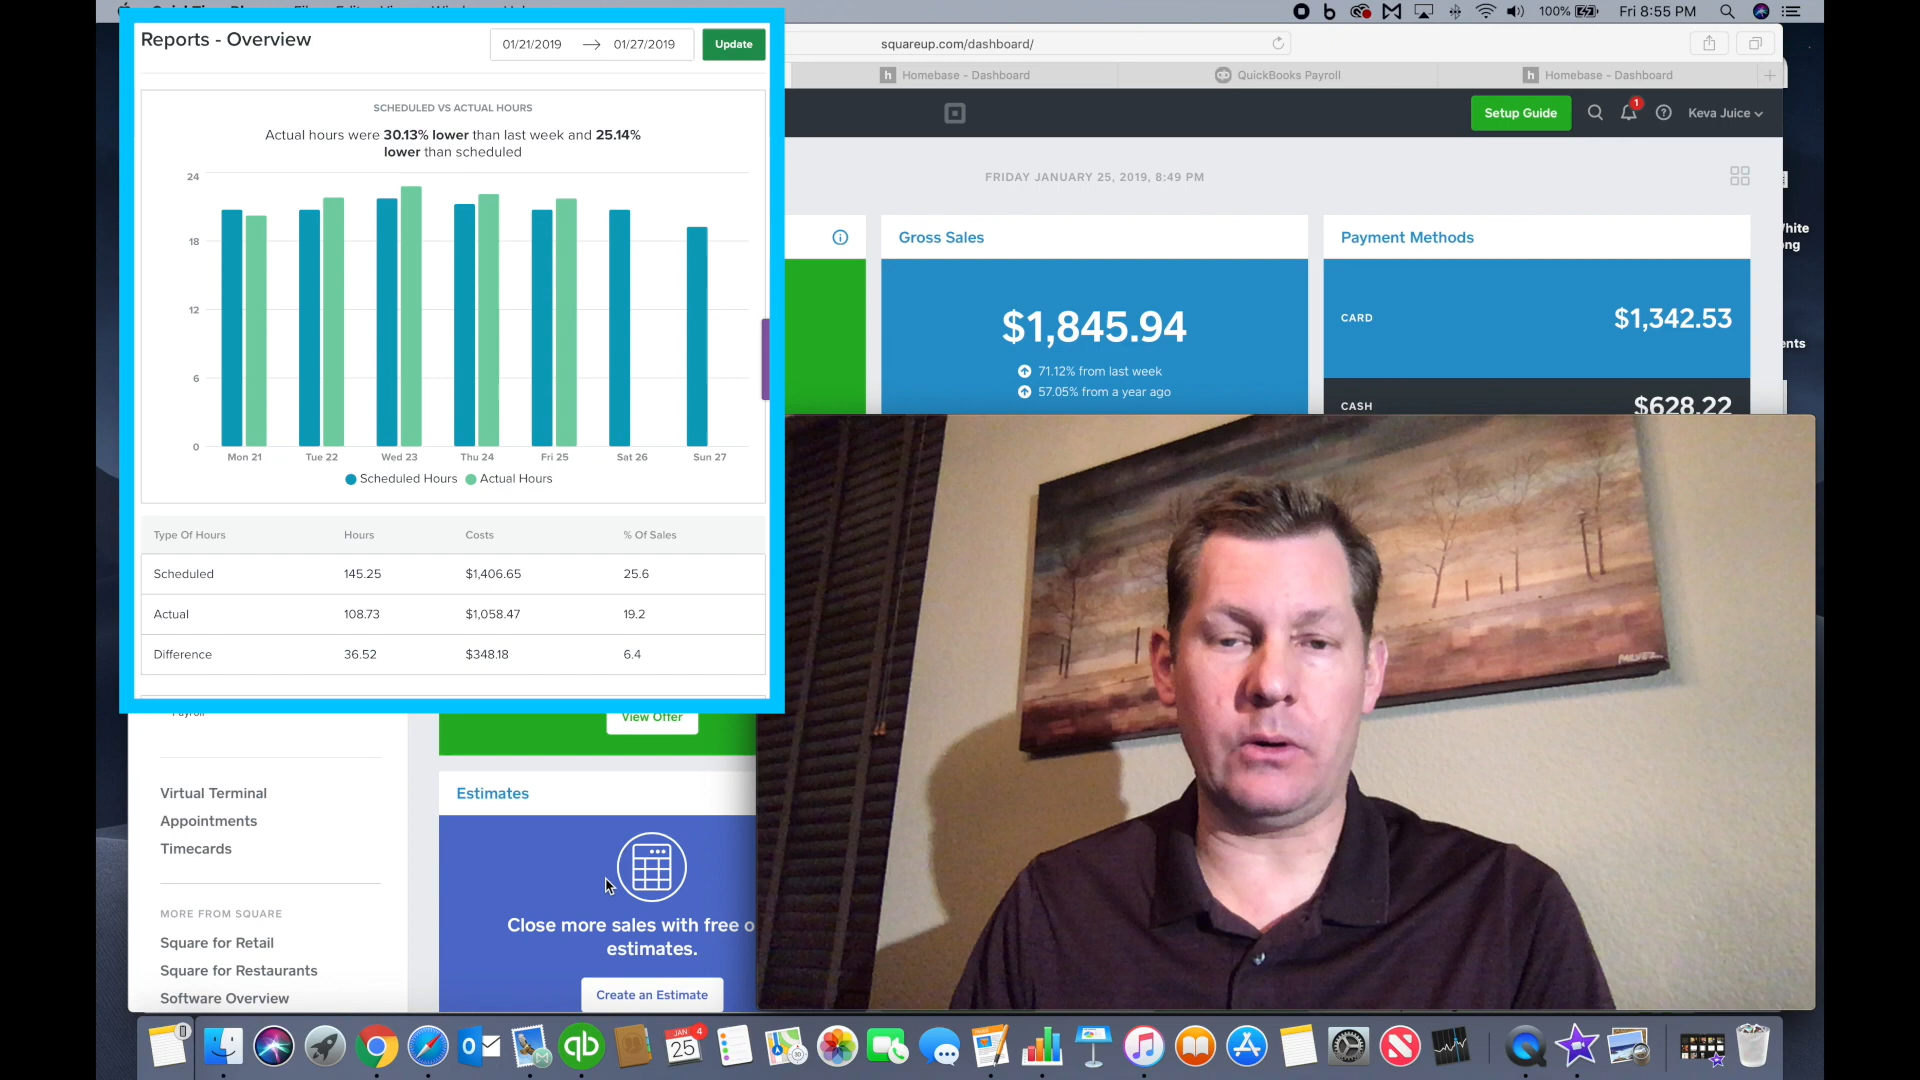 100%
Fri 8:55 PM
Reports - Overview
01/21/2019 → 01/27/2019
Update
SCHEDULED VS ACTUAL HOURS
Actual hours were 30.13% lower than last week and 25.14%
lower than scheduled
24
18
12
6
0
Mon 21 Tue 22 Wed 23 Thu 24 Fri 25 Sat 26 Sun 27
Scheduled Hours Actual Hours
Type Of Hours Hours Costs % Of Sales
Scheduled 145.25 $1,406.65 25.6
Actual 108.73 $1,058.47 19.2
Difference 36.52 $348.18 6.4
squareup.com/dashboard/
h Homebase - Dashboard
QuickBooks Payroll
h Homebase - Dashboard
Setup Guide
1
Keva Juice
FRIDAY JANUARY 25, 2019, 8:49 PM
Gross Sales
$1,845.94
71.12% from last week
57.05% from a year ago
Payment Methods
CARD $1,342.53
CASH $628.22
Payroll
Virtual Terminal
Appointments
Timecards
MORE FROM SQUARE
Square for Retail
Square for Restaurants
Software Overview
View Offer
Estimates
Close more sales with free o
estimates.
Create an Estimate
JAN
25
4
qb